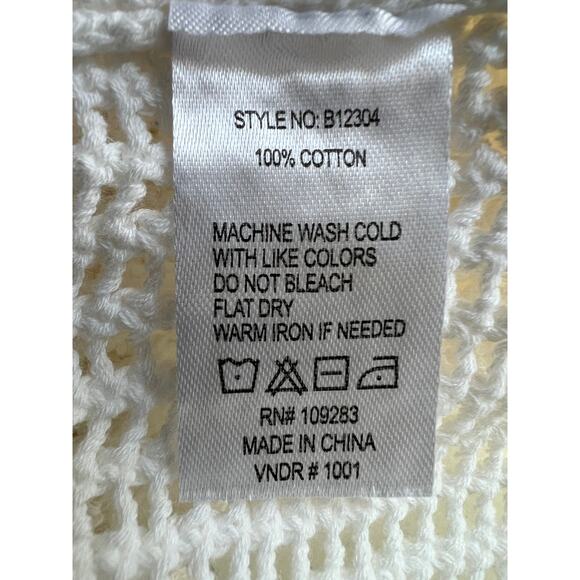 STYLE NO: B12304
100% COTTON
MACHINE WASH COLD
WITH LIKE COLORS
DO NOT BLEACH
FLAT DRY
WARM IRON IF NEEDED
RN# 109283
MADE IN CHINA
VNDR # 1001